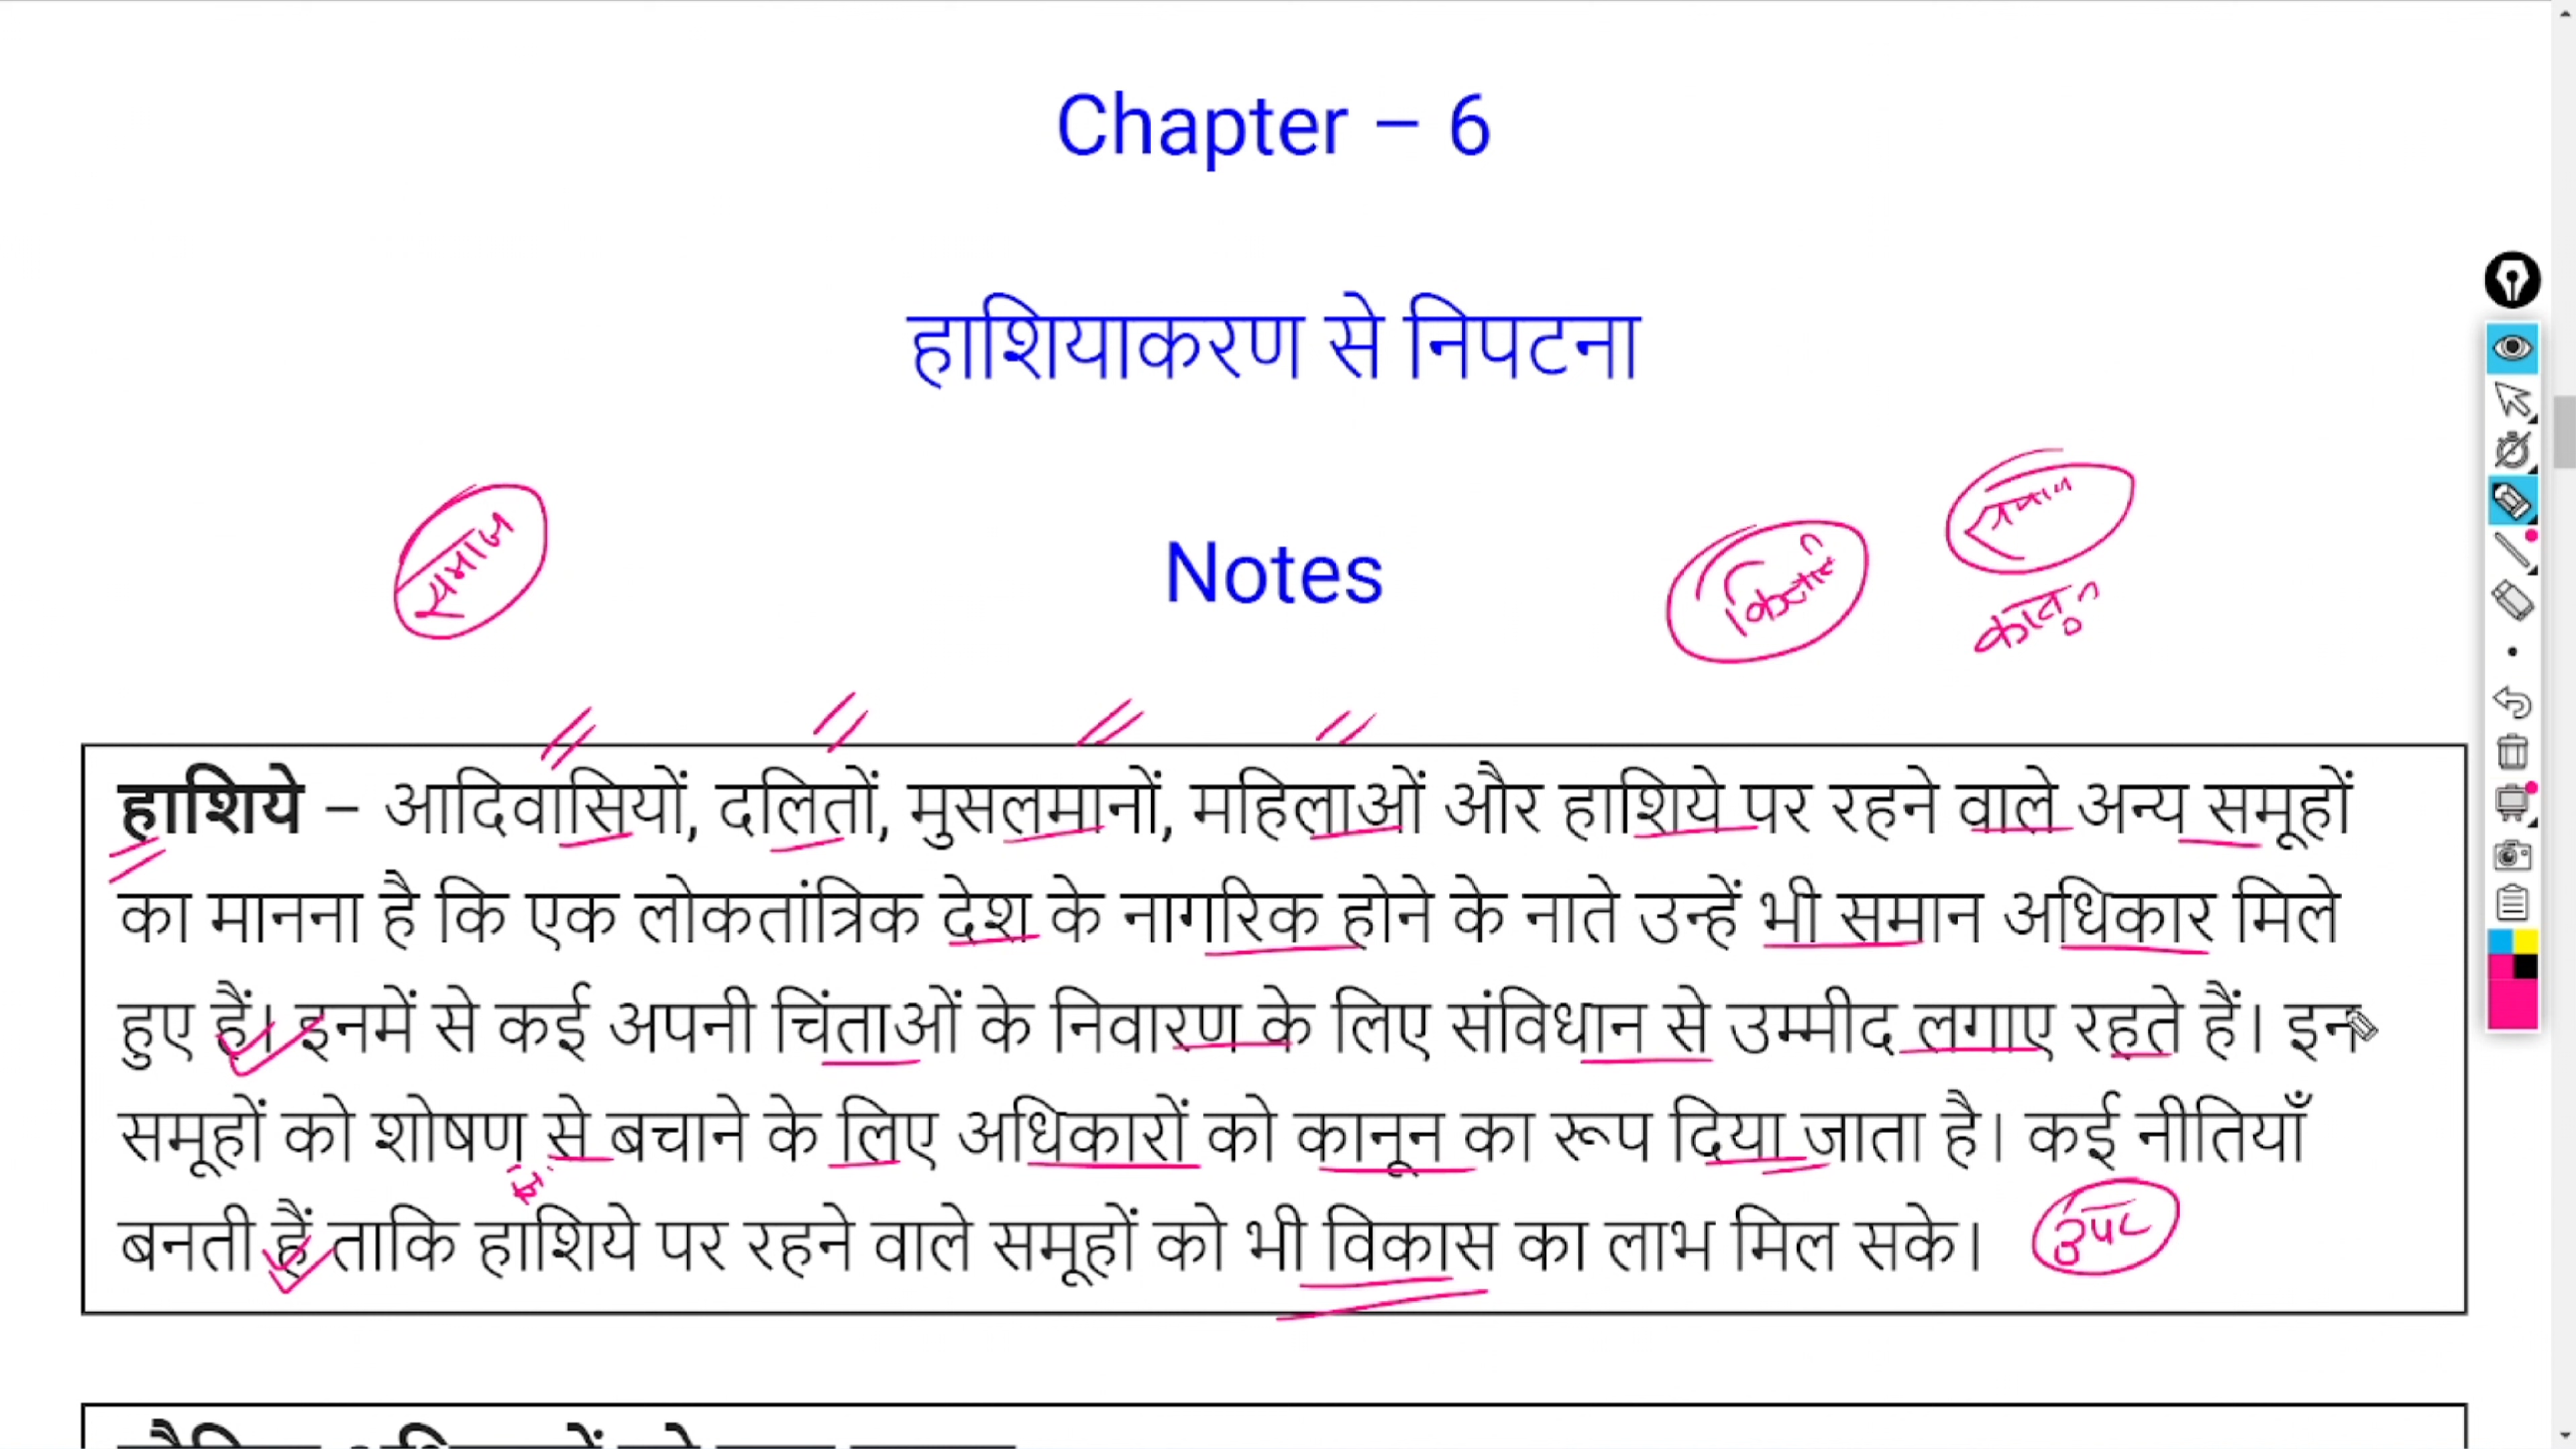 Chapter – 6
हाशियाकरण से निपटना
समाज
समान
Notes
कानून
हाशिये – आदिवासियों, दलितों, मुसलमानों, महिलाओं और हाशिये पर रहने वाले अन्य समूहों
का मानना है कि एक लोकतांत्रिक देश के नागरिक होने के नाते उन्हें भी समान अधिकार मिले
हुए हैं। इनमें से कई अपनी चिंताओं के निवारण के लिए संविधान से उम्मीद लगाए रहते हैं। इन
समूहों को शोषण से बचाने के लिए अधिकारों को कानून का रूप दिया जाता है। कई नीतियाँ
बनती हैं ताकि हाशिये पर रहने वाले समूहों को भी विकास का लाभ मिल सके।